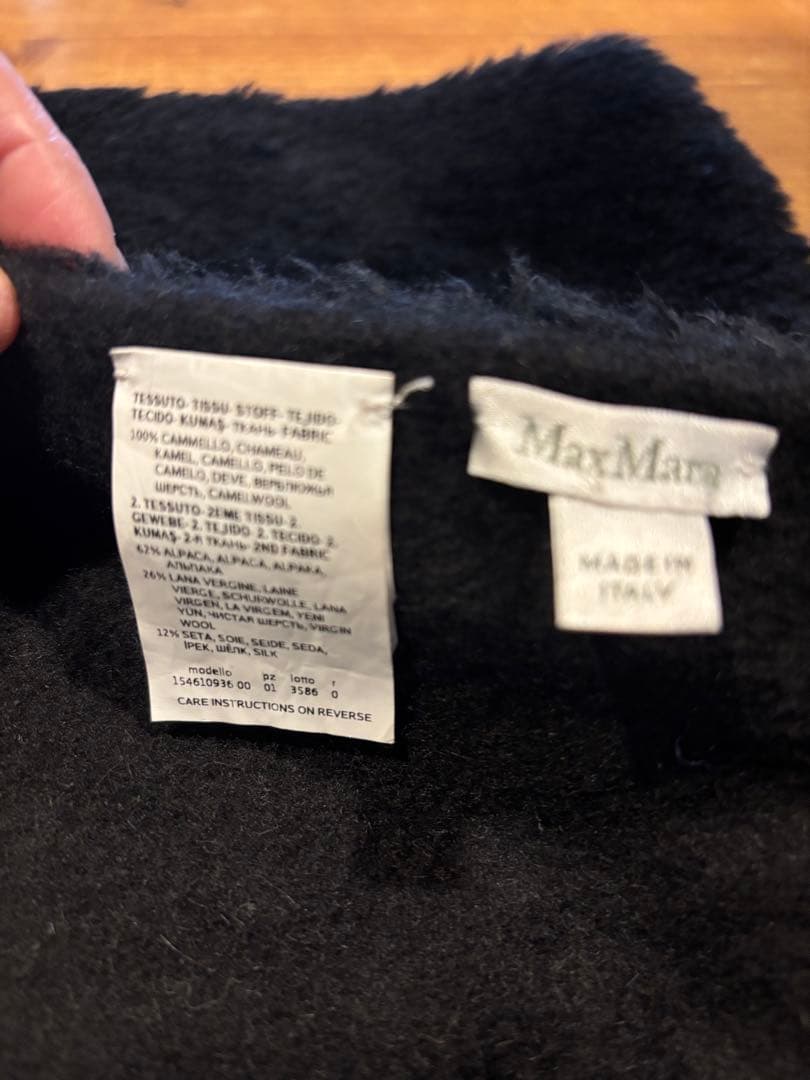 TESSUTO-TISSU-STOFF-TEJIDO-
TECIDO-KUMAŞ-ТКАНЬ-FABRIC
100% CAMMELLO, CHAMEAU,
KAMEL, CAMELLO, PELO DE
CAMELO, DEVE, ВЕРБЛЮЖЬЯ
ШЕРСТЬ, CAMELWOOL
2. TESSUTO-2EME TISSU-2.
GEWEBE-2. TEJIDO-2. TECIDO-2.
KUMAŞ-2-Я ТКАНЬ-2ND FABRIC
62% ALPACA, ALPAGA, ALPAKA,
АЛЬПАКА
26% LANA VERGINE, LAINE
VIERGE, SCHURWOLLE, LANA
VIRGEN, LA VIRGEM, YENI
YÜN, ЧИСТАЯ ШЕРСТЬ, VIRGIN
WOOL
12% SETA, SOIE, SEIDE, SEDA,
İPEK, ШЁЛК, SILK
modello pz lotto r
154610936 00 01 3586 0
CARE INSTRUCTIONS ON REVERSE
MaxMara
MADE IN
ITALY